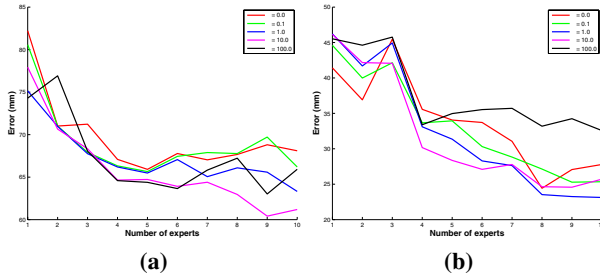 85
80
75
70
65
60
1 2 3 4 5 6 7 8 9 10
Error (mm)
Number of experts
= 0.0
= 0.1
= 1.0
= 10.0
= 100.0
(a)
50
45
40
35
30
25
20
1 2 3 4 5 6 7 8 9
Error (mm)
Number of experts
= 0.0
= 0.1
= 1.0
= 10.0
= 100.0
(b)